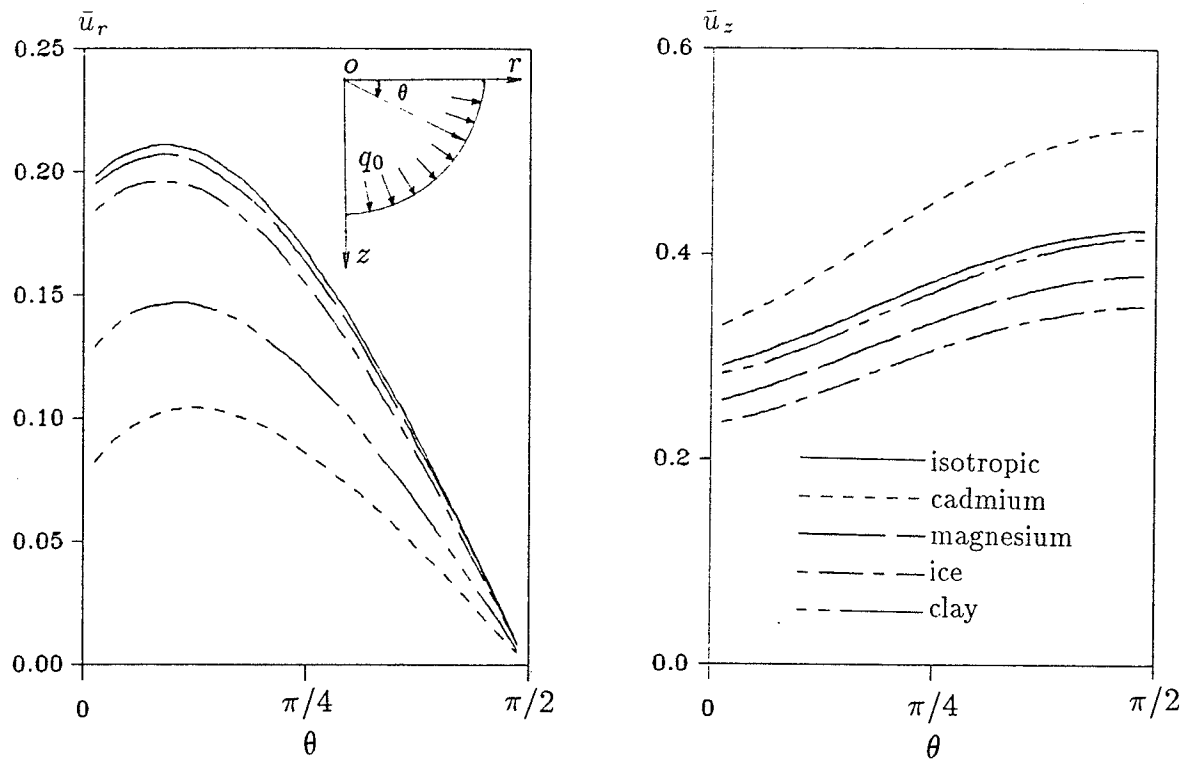 ū_r
0.25
0.20
0.15
0.10
0.05
0.00
0
π/4
π/2
θ
o
r
θ
q₀
z
ū_z
0.6
0.4
0.2
0.0
isotropic
cadmium
magnesium
ice
clay
0
π/4
π/2
θ